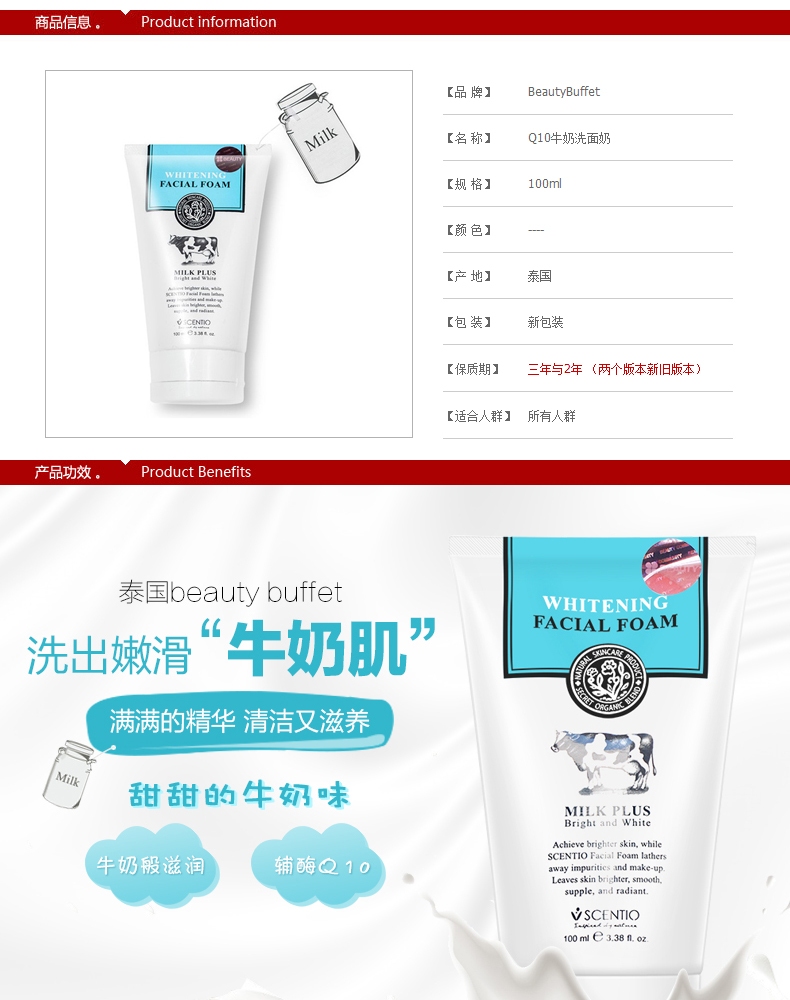 商品信息 。 Product information
Milk
BEAUTY
WHITENING
FACIAL FOAM
MILK PLUS
Bright and White
Achieve brighter skin, while
SCENTIO Facial Foam lathers
away impurities and make-up.
Leaves skin brighter, smooth,
supple, and radiant.
SCENTIO
100 ml ℮ 3.38 fl. oz.
【品 牌】 BeautyBuffet
【名 称】 Q10牛奶洗面奶
【规 格】 100ml
【颜 色】 ----
【产 地】 泰国
【包 装】 新包装
【保质期】 三年与2年 （两个版本新旧版本）
【适合人群】 所有人群
产品功效 。 Product Benefits
泰国beauty buffet
洗出嫩滑“牛奶肌”
满满的精华 清洁又滋养
Milk
甜甜的牛奶味
牛奶般滋润
辅酶Q10
WHITENING
FACIAL FOAM
NATURAL SKINCARE PRODUCT
SECRET ORGANIC BLEND
MILK PLUS
Bright and White
Achieve brighter skin, while
SCENTIO Facial Foam lathers
away impurities and make-up.
Leaves skin brighter, smooth,
supple, and radiant.
SCENTIO
Inspired by nature
100 ml ℮ 3.38 fl. oz.